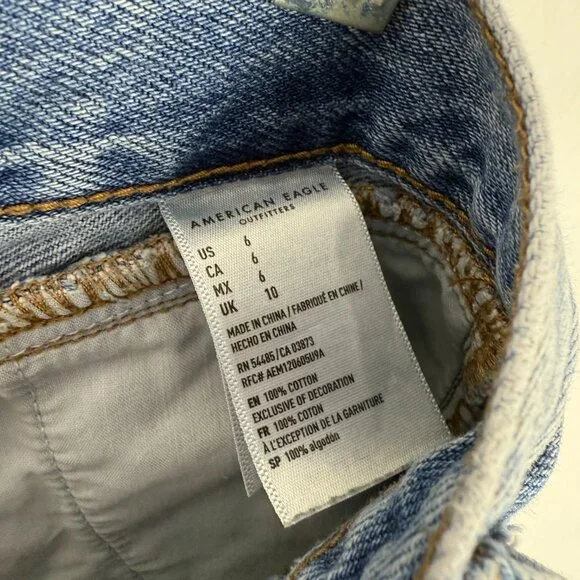 AMERICAN EAGLE
OUTFITTERS
US 6
CA 6
MX 6
UK 10
MADE IN CHINA / FABRIQUÉ EN CHINE /
HECHO EN CHINA
RN 54485/CA 03873
RFC# AEM120605U9A
EN 100% COTTON
EXCLUSIVE OF DECORATION
FR 100% COTON
À L'EXCEPTION DE LA GARNITURE
SP 100% algodón